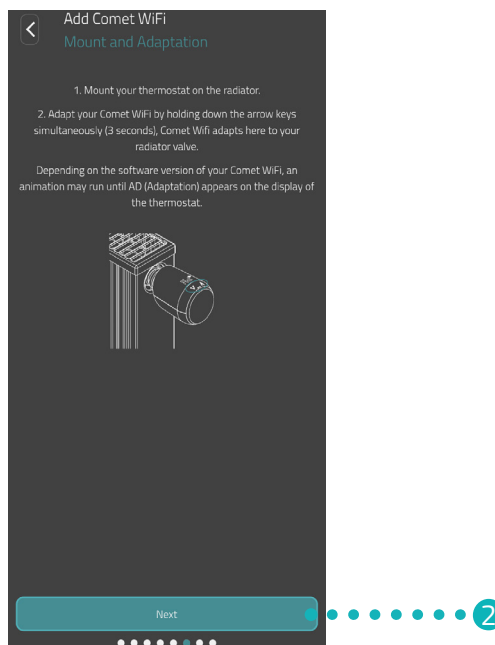 Add Comet WiFi
Mount and Adaptation
1. Mount your thermostat on the radiator.
2. Adapt your Comet WiFi by holding down the arrow keys
simultaneously (3 seconds), Comet Wifi adapts here to your
radiator valve.
Depending on the software version of your Comet WiFi, an
animation may run until AD (Adaptation) appears on the display of
the thermostat.
Next
2